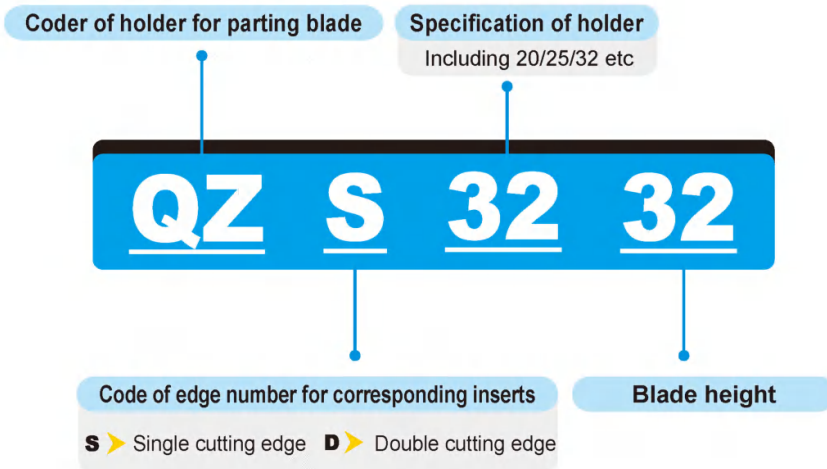 Coder of holder for parting blade
Specification of holder
Including 20/25/32 etc
QZ S 32 32
Code of edge number for corresponding inserts
S Single cutting edge D Double cutting edge
Blade height